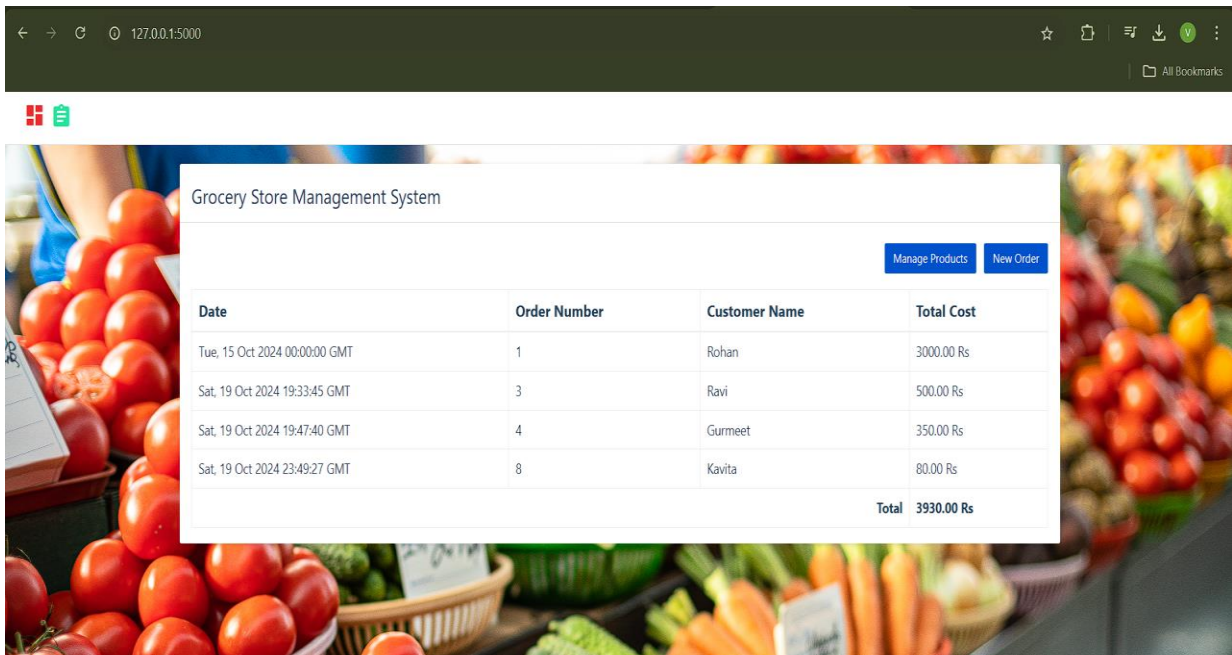 127.0.0.1:5000
V
All Bookmarks
Grocery Store Management System
Manage Products New Order
Date Order Number Customer Name Total Cost
Tue, 15 Oct 2024 00:00:00 GMT 1 Rohan 3000.00 Rs
Sat, 19 Oct 2024 19:33:45 GMT 3 Ravi 500.00 Rs
Sat, 19 Oct 2024 19:47:40 GMT 4 Gurmeet 350.00 Rs
Sat, 19 Oct 2024 23:49:27 GMT 8 Kavita 80.00 Rs
Total 3930.00 Rs